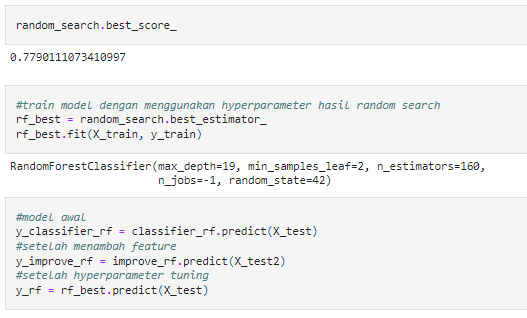 random_search.best_score_
0.7790111073410997
#train model dengan menggunakan hyperparameter hasil random search
rf_best = random_search.best_estimator_
rf_best.fit(X_train, y_train)
RandomForestClassifier(max_depth=19, min_samples_leaf=2, n_estimators=160,
n_jobs=-1, random_state=42)
#model awal
y_classifier_rf = classifier_rf.predict(X_test)
#setelah menambah feature
y_improve_rf = improve_rf.predict(X_test2)
#setelah hyperparameter tuning
y_rf = rf_best.predict(X_test)